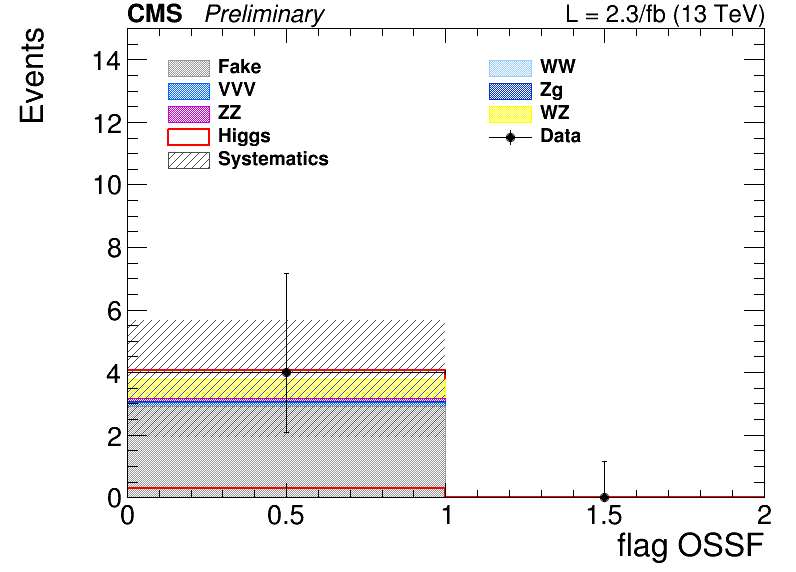 CMS Preliminary L = 2.3/fb (13 TeV)
Events
14
12
10
8
6
4
2
0
Fake
VVV
ZZ
Higgs
Systematics
WW
Zg
WZ
Data
0 0.5 1 1.5 2
flag OSSF